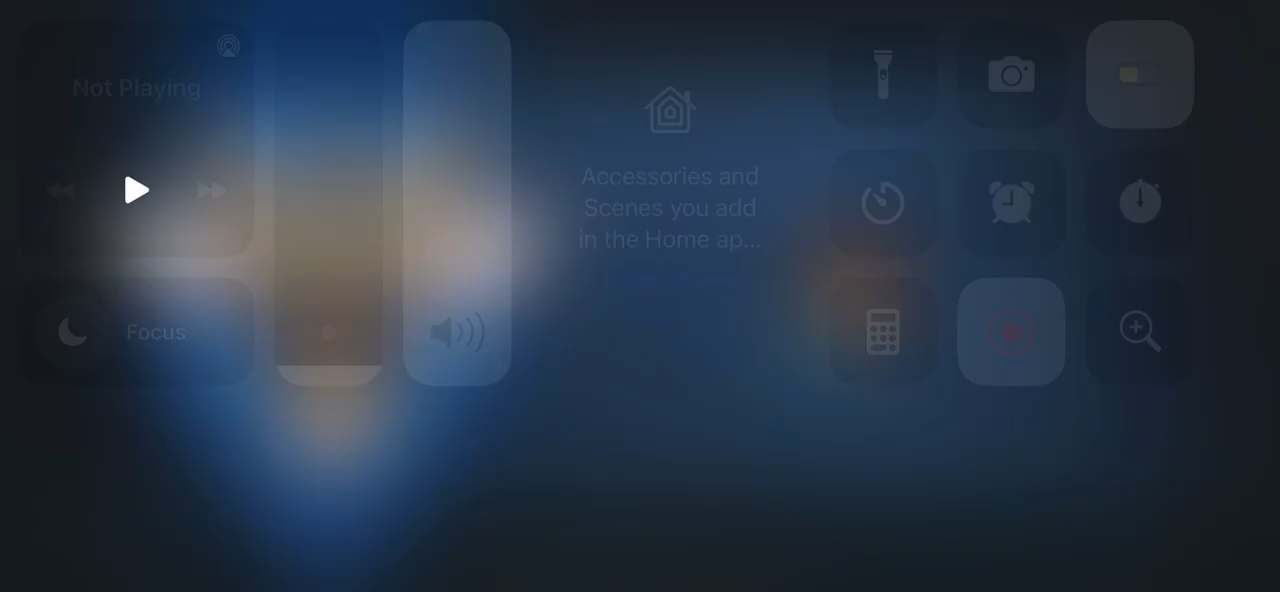 Not Playing
Accessories and
Scenes you add
in the Home ap...
Focus